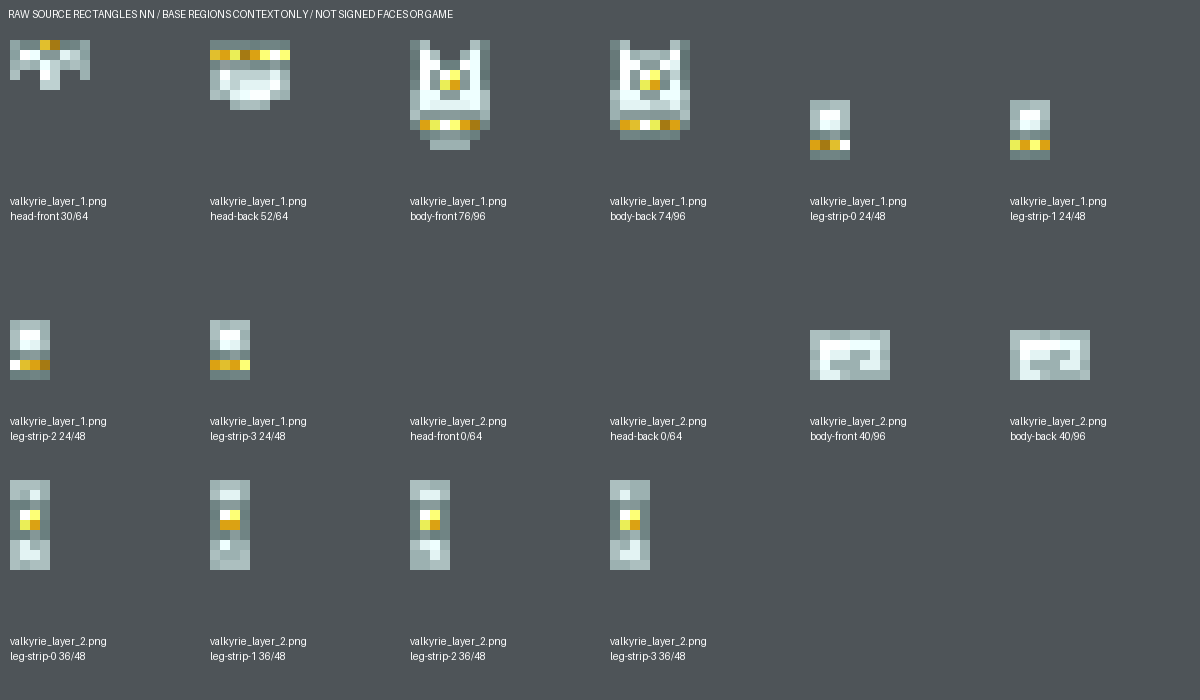 RAW SOURCE RECTANGLES NN / BASE REGIONS CONTEXT ONLY / NOT SIGNED FACES OR GAME
valkyrie_layer_1.png
head-front 30/64
valkyrie_layer_1.png
head-back 52/64
valkyrie_layer_1.png
body-front 76/96
valkyrie_layer_1.png
body-back 74/96
valkyrie_layer_1.png
leg-strip-0 24/48
valkyrie_layer_1.png
leg-strip-1 24/48
valkyrie_layer_1.png
leg-strip-2 24/48
valkyrie_layer_1.png
leg-strip-3 24/48
valkyrie_layer_2.png
head-front 0/64
valkyrie_layer_2.png
head-back 0/64
valkyrie_layer_2.png
body-front 40/96
valkyrie_layer_2.png
body-back 40/96
valkyrie_layer_2.png
leg-strip-0 36/48
valkyrie_layer_2.png
leg-strip-1 36/48
valkyrie_layer_2.png
leg-strip-2 36/48
valkyrie_layer_2.png
leg-strip-3 36/48